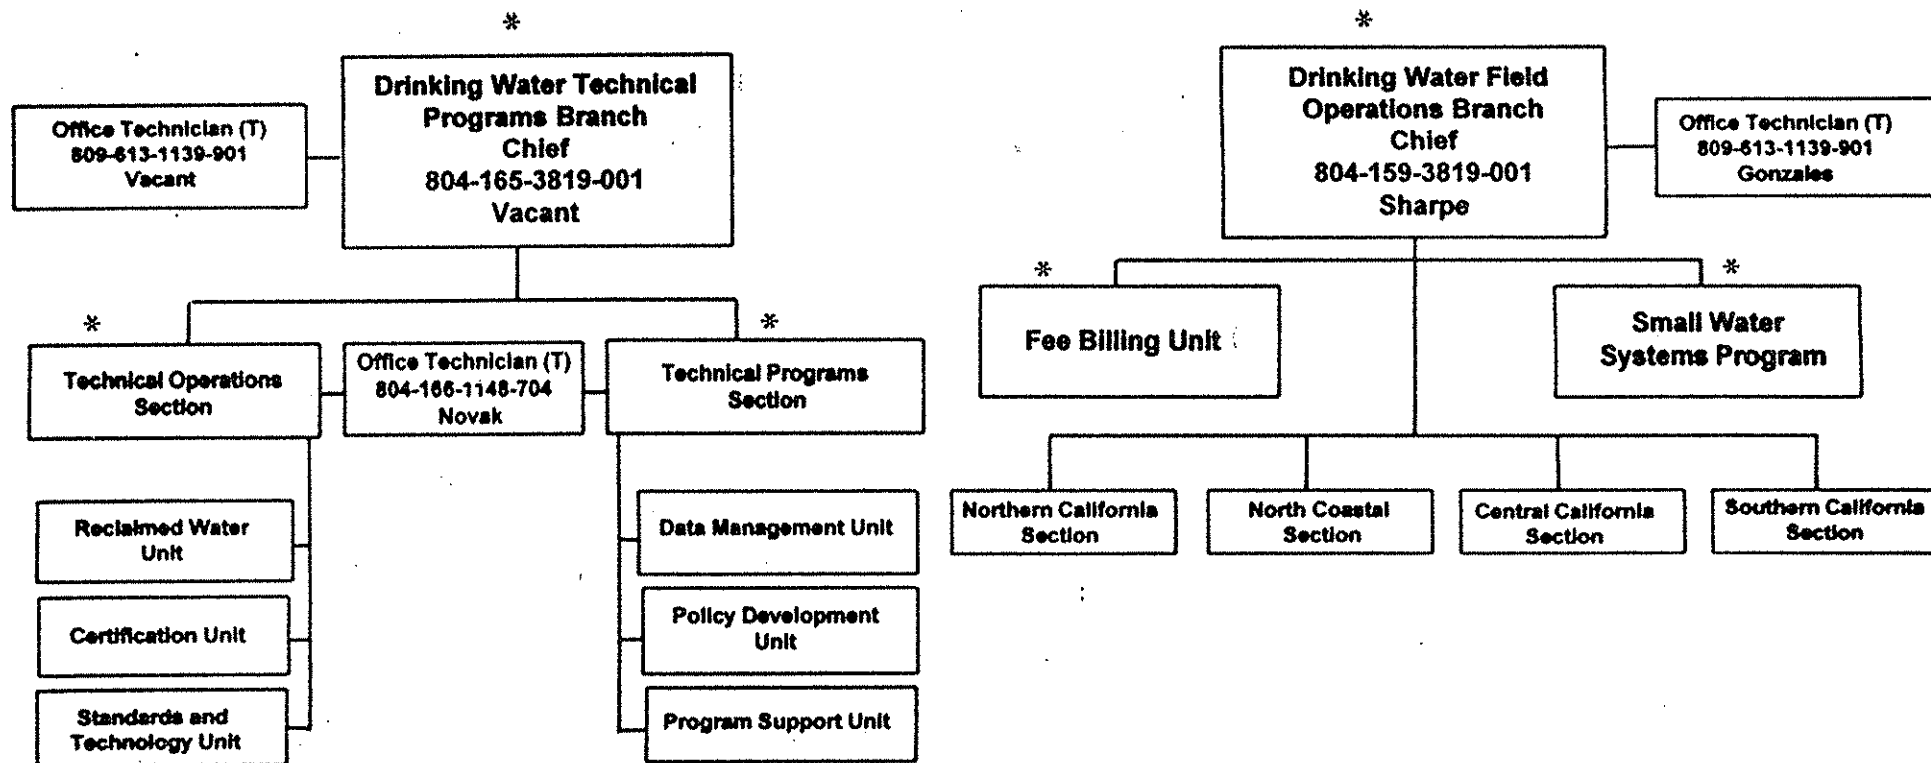 *
Drinking Water Technical
Programs Branch
Chief
804-165-3819-001
Vacant
Office Technician (T)
809-613-1139-901
Vacant
*
Technical Operations
Section
Office Technician (T)
804-166-1148-704
Novak
*
Technical Programs
Section
Reclaimed Water
Unit
Certification Unit
Standards and
Technology Unit
Data Management Unit
Policy Development
Unit
Program Support Unit
*
Drinking Water Field
Operations Branch
Chief
804-159-3819-001
Sharpe
Office Technician (T)
809-613-1139-901
Gonzales
*
Fee Billing Unit
*
Small Water
Systems Program
Northern California
Section
North Coastal
Section
Central California
Section
Southern California
Section